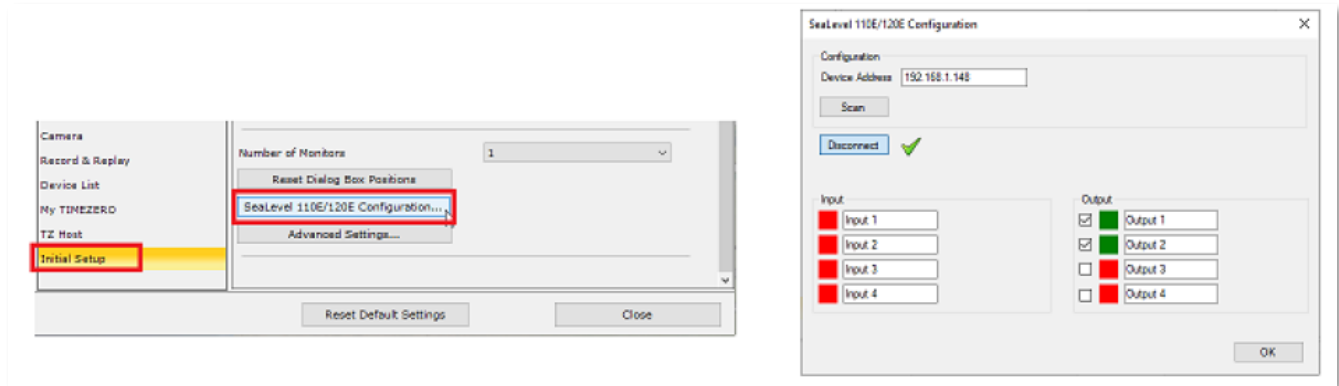 Camera
Record & Replay
Device List
My TIMEZERO
TZ Host
Initial Setup
Number of Monitors
1
Reset Dialog Box Positions
SeaLevel 110E/120E Configuration...
Advanced Settings...
Reset Default Settings
Close
SeaLevel 110E/120E Configuration
Configuration
Device Address 192.168.1.148
Scan
Disconnect
Input
Input 1
Input 2
Input 3
Input 4
Output
Output 1
Output 2
Output 3
Output 4
OK